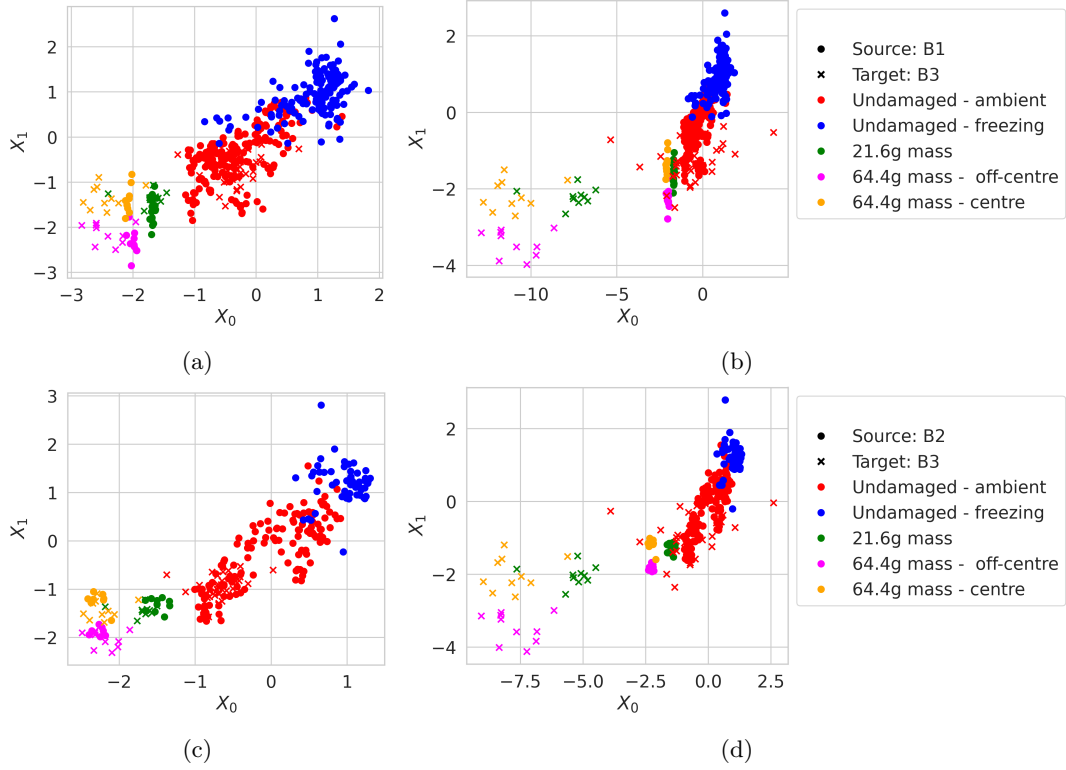 2
1
0
−1
−2
−3
−3
−2
−1
0
1
2
X₁
X₀
(a)
2
0
−2
−4
−10
−5
0
X₁
X₀
(b)
Source: B1
Target: B3
Undamaged - ambient
Undamaged - freezing
21.6g mass
64.4g mass - off-centre
64.4g mass - centre
3
2
1
0
−1
−2
−2
−1
0
1
X₁
X₀
(c)
2
0
−2
−4
−7.5
−5.0
−2.5
0.0
2.5
X₁
X₀
(d)
Source: B2
Target: B3
Undamaged - ambient
Undamaged - freezing
21.6g mass
64.4g mass - off-centre
64.4g mass - centre